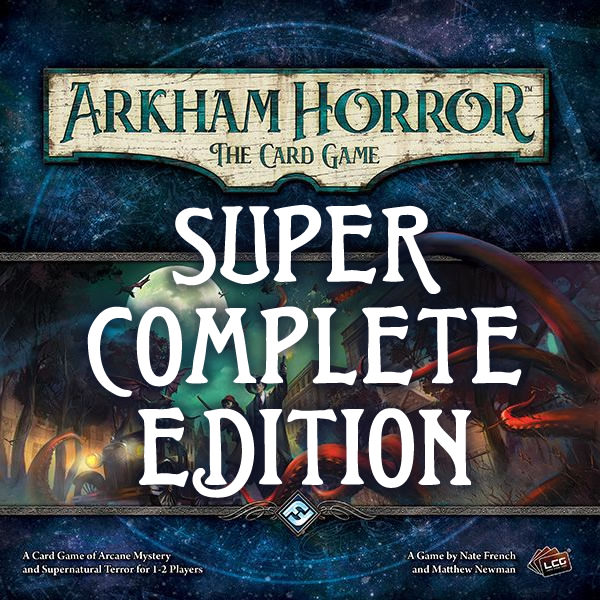 ARKHAM HORROR™
THE CARD GAME
SUPER
COMPLETE
EDITION
A Card Game of Arcane Mystery
and Supernatural Terror for 1-2 Players
A Game by Nate French
and Matthew Newman
LCG